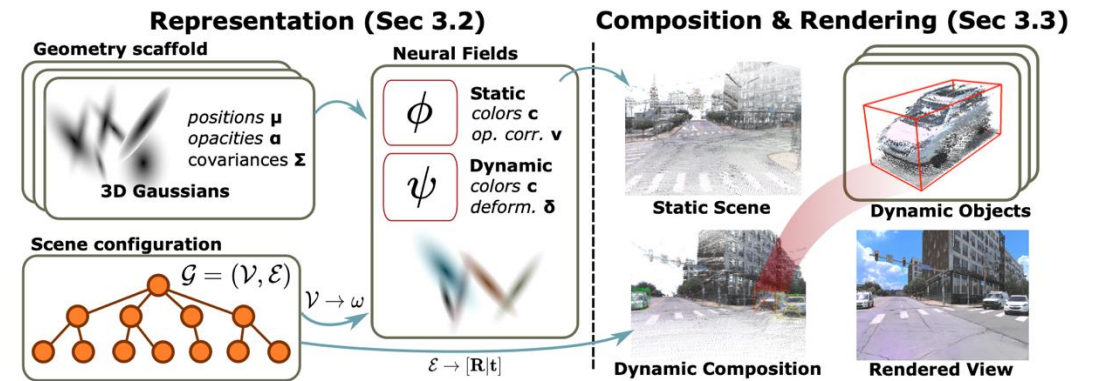 Representation (Sec 3.2)
Composition & Rendering (Sec 3.3)
Geometry scaffold
positions μ
opacities α
covariances Σ
3D Gaussians
Neural Fields
ϕ
Static
colors c
op. corr. v
ψ
Dynamic
colors c
deform. δ
Scene configuration
𝒢 = (𝒱, ℰ)
𝒱 → ω
ℰ → [R|t]
Static Scene
Dynamic Objects
Dynamic Composition
Rendered View